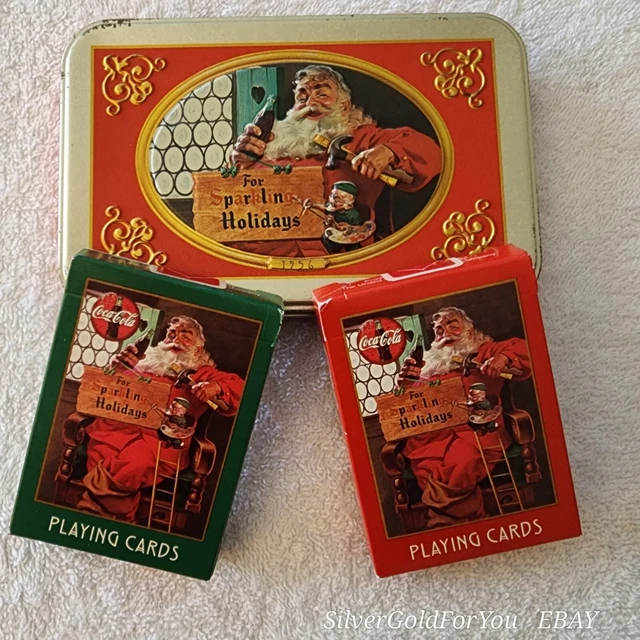 For
Sparkling
Holidays
1956
Coca-Cola
For
Sparkling
Holidays
PLAYING CARDS
Coca-Cola
For
Sparkling
Holidays
PLAYING CARDS
SilverGoldForYou EBAY